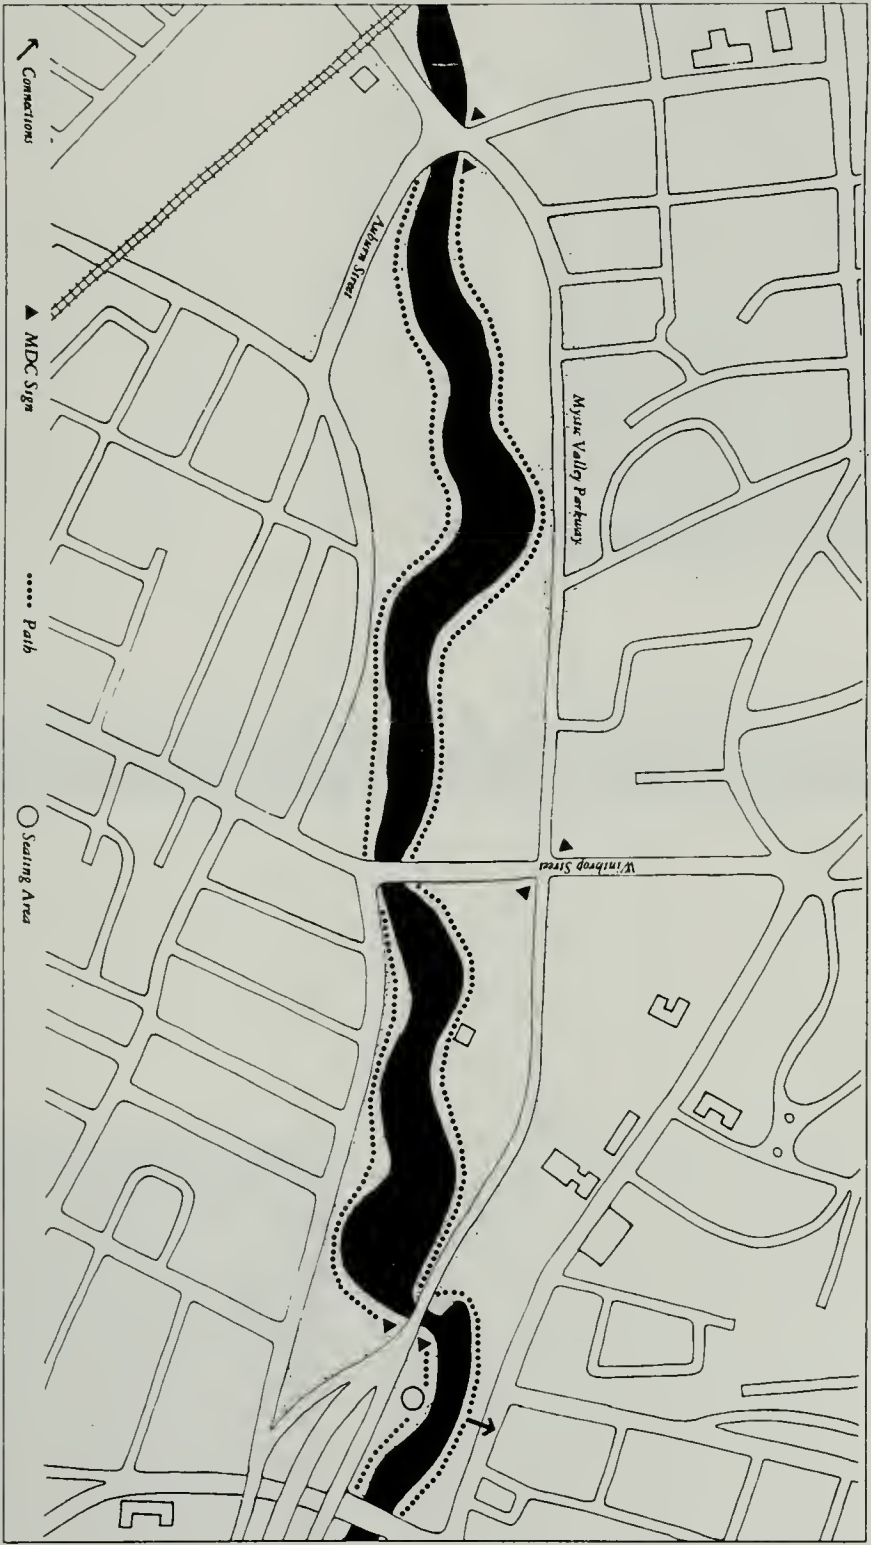 Auburn Street
Mystic Valley Parkway
Winthrop Street
Connections
MDC Sign
Path
Seating Area